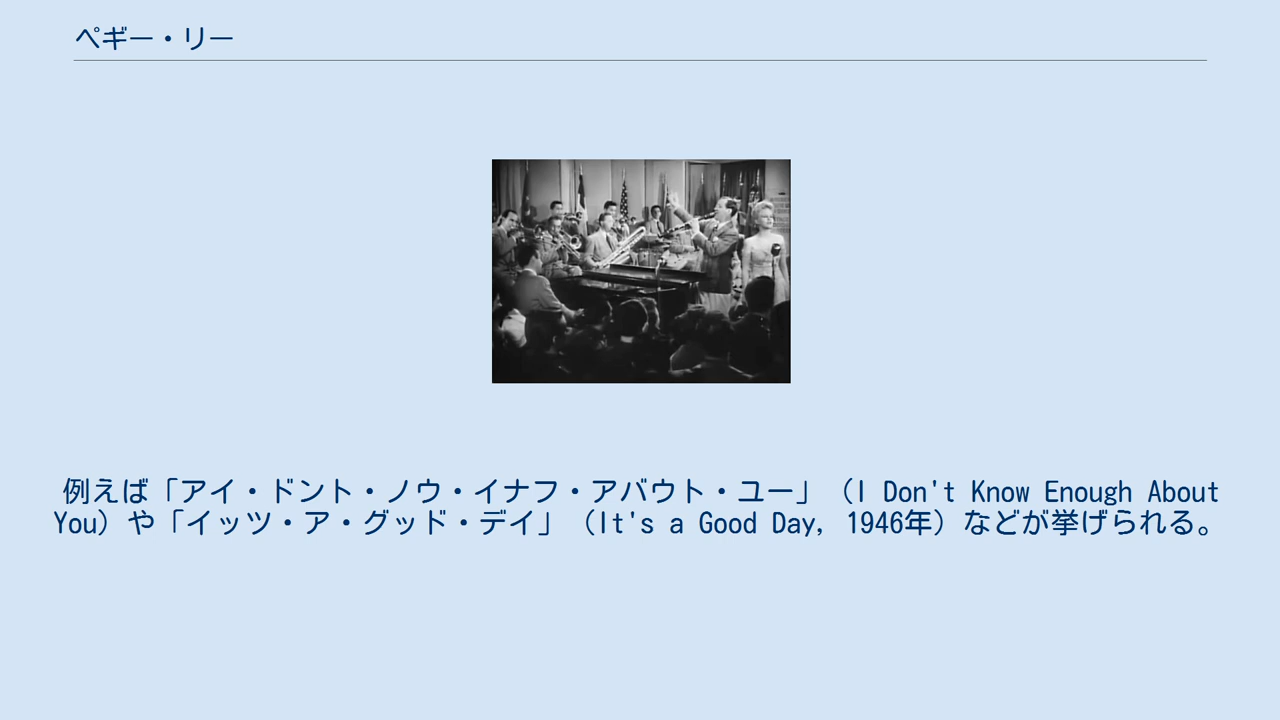 ペギー・リー
例えば「アイ・ドント・ノウ・イナフ・アバウト・ユー」（I Don't Know Enough About
You）や「イッツ・ア・グッド・デイ」（It's a Good Day, 1946年）などが挙げられる。